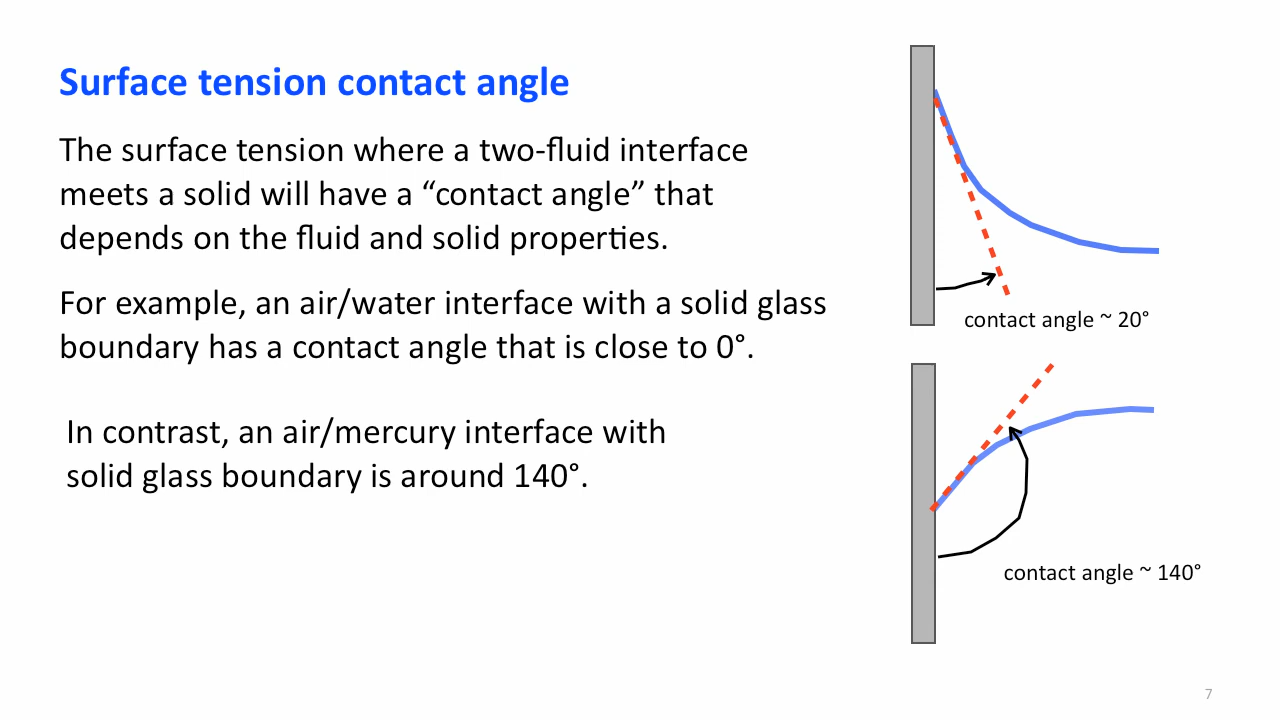 Surface tension contact angle
The surface tension where a two-fluid interface
meets a solid will have a “contact angle” that
depends on the fluid and solid properties.
For example, an air/water interface with a solid glass
boundary has a contact angle that is close to 0°.
In contrast, an air/mercury interface with
solid glass boundary is around 140°.
contact angle ~ 20°
contact angle ~ 140°
7